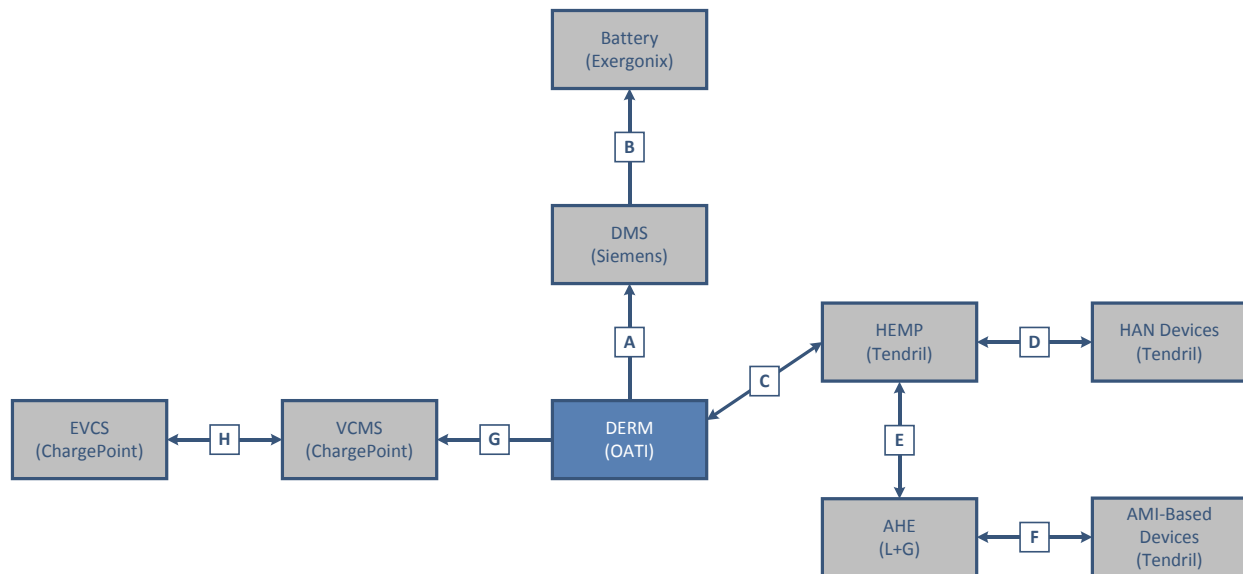 Battery
(Exergonix)
B
DMS
(Siemens)
A
HEMP
(Tendril)
D
HAN Devices
(Tendril)
C
EVCS
(ChargePoint)
H
VCMS
(ChargePoint)
G
DERM
(OATI)
E
AHE
(L+G)
F
AMI-Based
Devices
(Tendril)